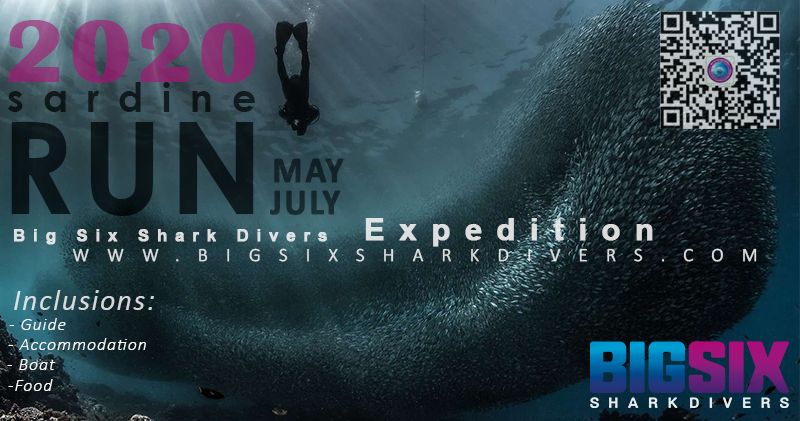 2020
sardine
RUN
MAY
JULY
Big Six Shark Divers Expedition
WWW.BIGSIXSHARKDIVERS.COM
Inclusions:
- Guide
- Accommodation
- Boat
-Food
BIGSIX
SHARKDIVERS